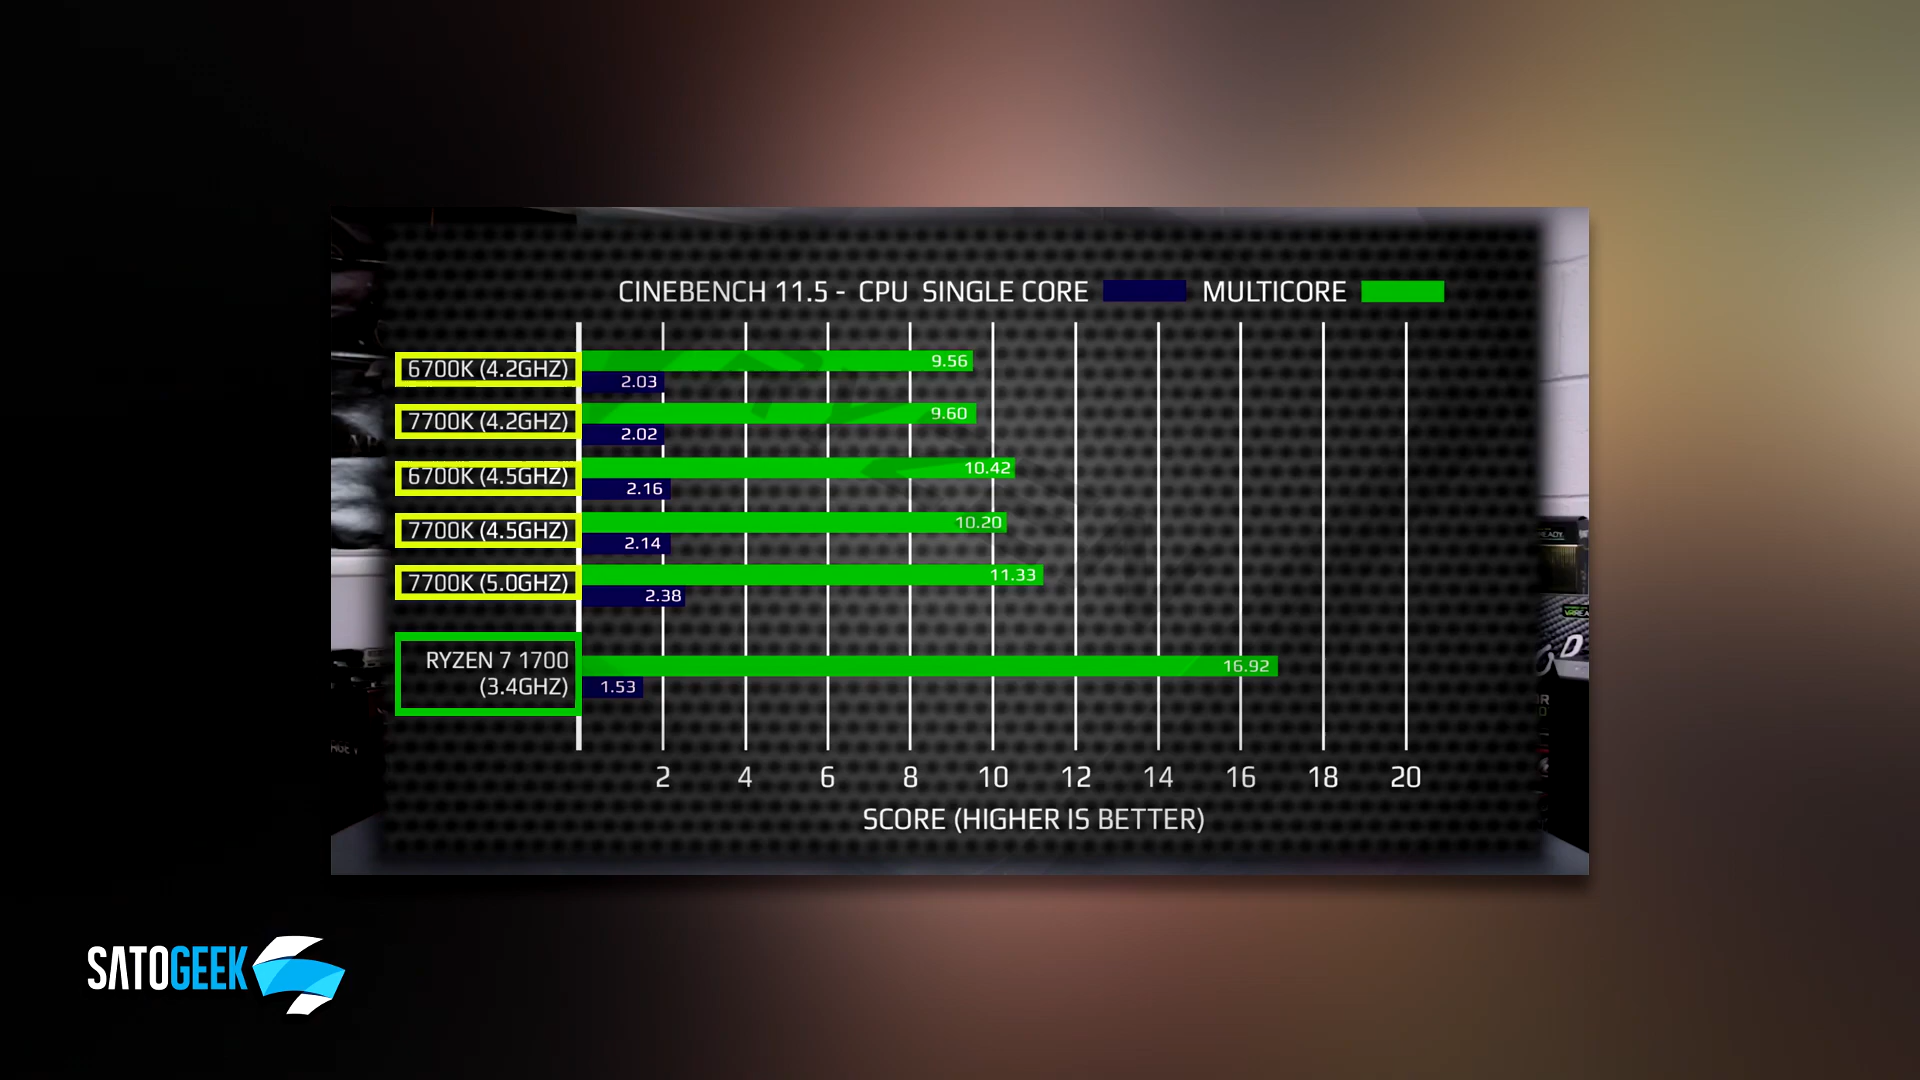 CINEBENCH 11.5 - CPU SINGLE CORE MULTICORE
6700K (4.2GHZ) 9.56
2.03
7700K (4.2GHZ) 9.60
2.02
6700K (4.5GHZ) 10.42
2.16
7700K (4.5GHZ) 10.20
2.14
7700K (5.0GHZ) 11.33
2.38
RYZEN 7 1700 16.92
(3.4GHZ) 1.53
2 4 6 8 10 12 14 16 18 20
SCORE (HIGHER IS BETTER)
SATOGEEK